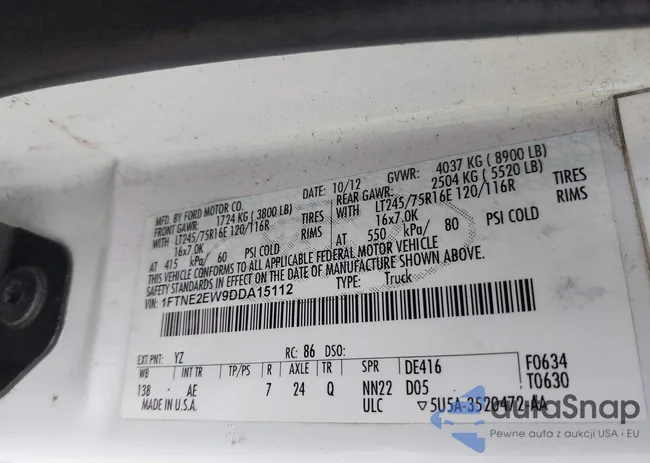 MFD. BY FORD MOTOR CO.
DATE: 10/12 GVWR: 4037 KG ( 8900 LB)
FRONT GAWR: 1724 KG ( 3800 LB) REAR GAWR: 2504 KG ( 5520 LB)
WITH LT245/75R16E 120/116R TIRES WITH LT245/75R16E 120/116R TIRES
16x7.0K RIMS 16x7.0K RIMS
AT 415 kPa/ 60 PSI COLD AT 550 kPa/ 80 PSI COLD
THIS VEHICLE CONFORMS TO ALL APPLICABLE FEDERAL MOTOR VEHICLE
SAFETY STANDARDS IN EFFECT ON THE DATE OF MANUFACTURE SHOWN ABOVE.
VIN: 1FTNE2EW9DDA15112 TYPE: Truck
EXT PNT: YZ RC: 86 DSO: F0634
WB INT TR TP/PS R AXLE TR SPR DE416 T0630
138 AE 7 24 Q NN22 D05
MADE IN U.S.A. ULC ▽5U5A-3520472-AA
autaSnap
Pewne auta z aukcji USA i EU